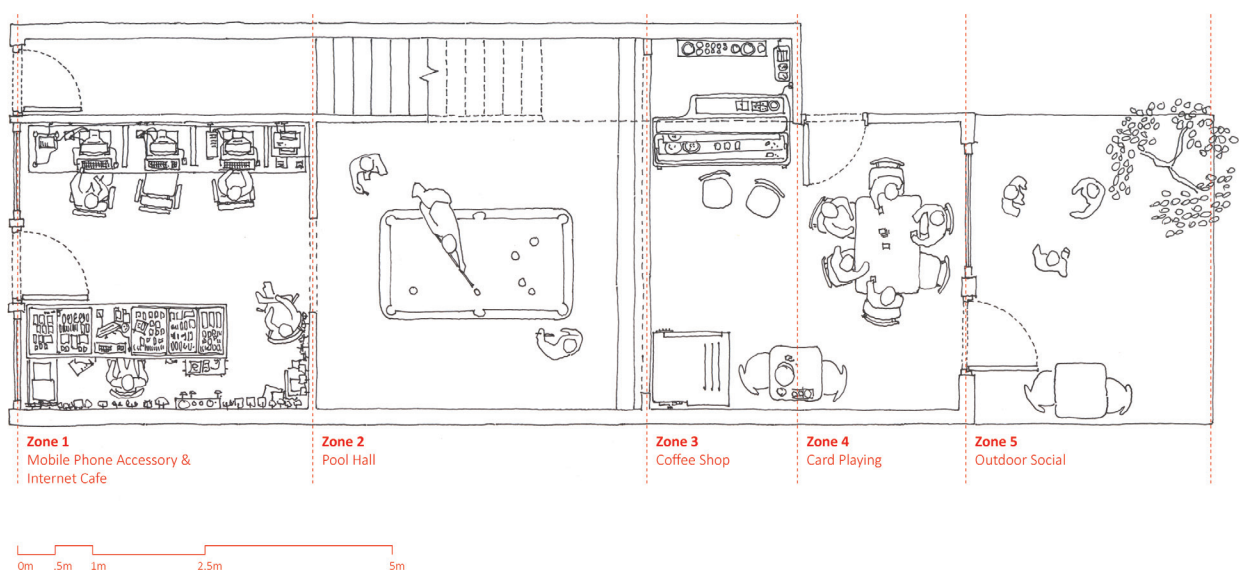 Zone 1
Mobile Phone Accessory &
Internet Cafe
Zone 2
Pool Hall
Zone 3
Coffee Shop
Zone 4
Card Playing
Zone 5
Outdoor Social
0m .5m 1m 2.5m 5m